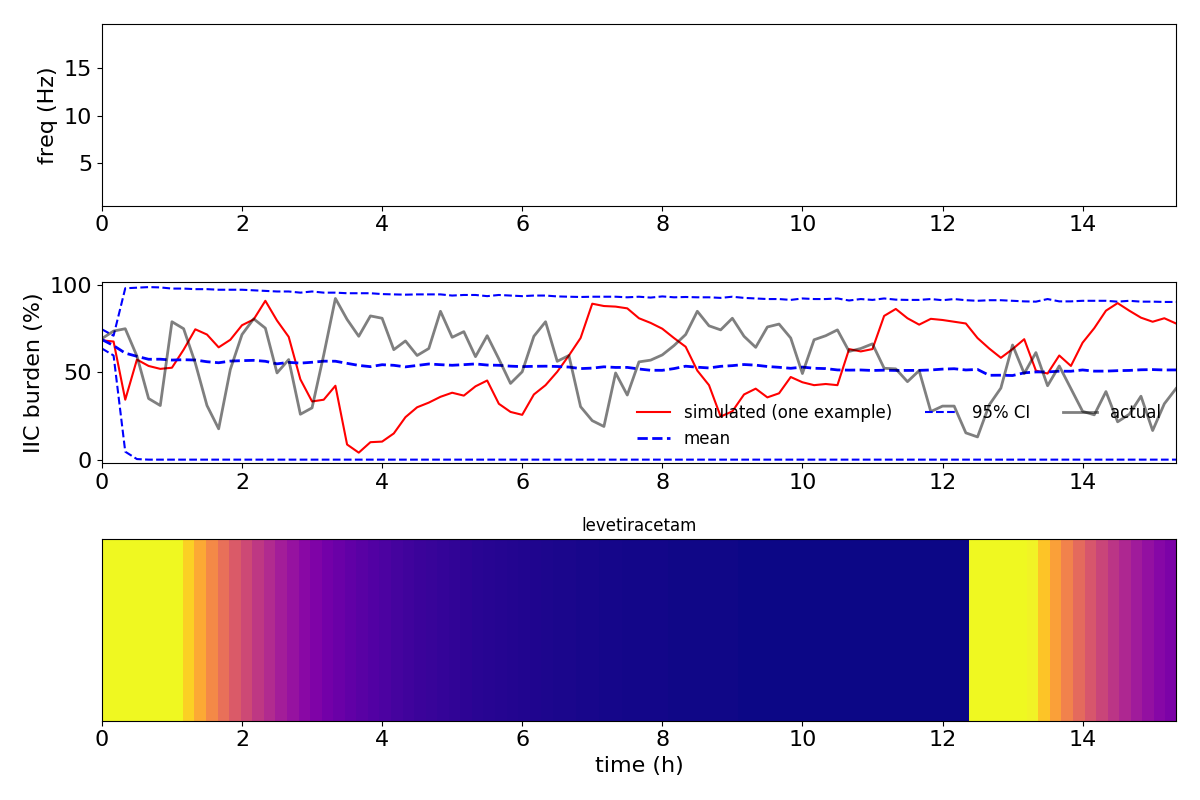 freq (Hz)
15
10
5
0 2 4 6 8 10 12 14
IIC burden (%)
100
50
0
simulated (one example) 95% CI actual
mean
0 2 4 6 8 10 12 14
levetiracetam
0 2 4 6 8 10 12 14
time (h)